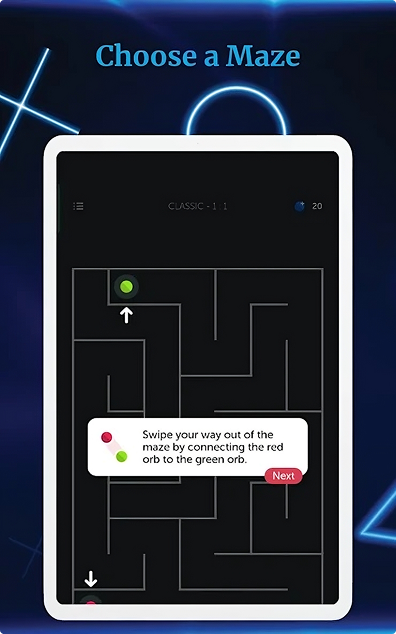 Choose a Maze
CLASSIC - 1 1 20
Swipe your way out of the
maze by connecting the red
orb to the green orb.
Next